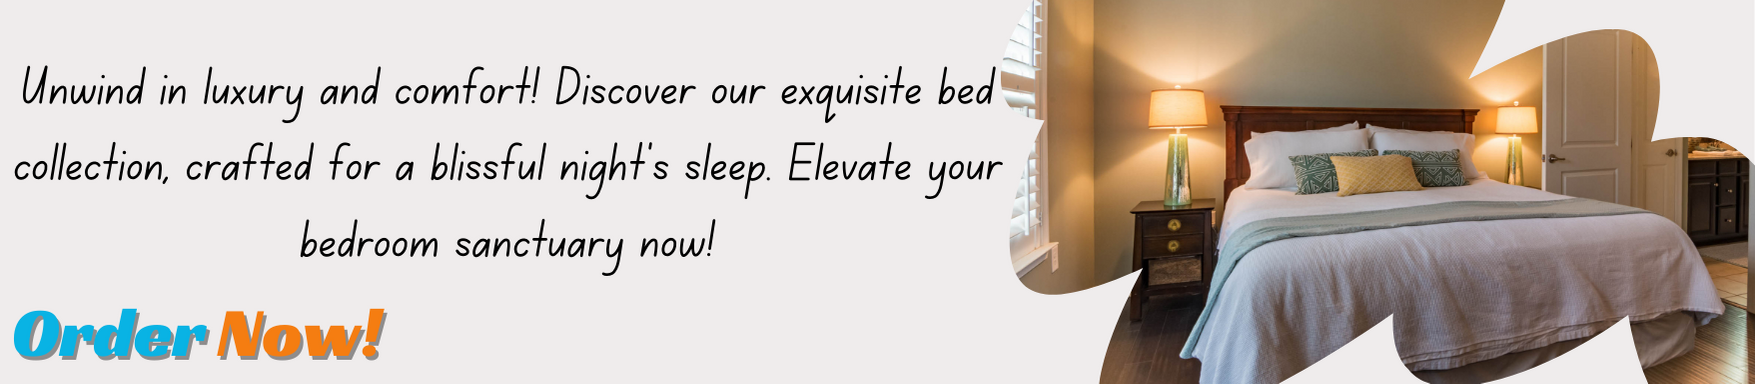 Unwind in luxury and comfort! Discover our exquisite bed
collection, crafted for a blissful night's sleep. Elevate your
bedroom sanctuary now!
Order Now!